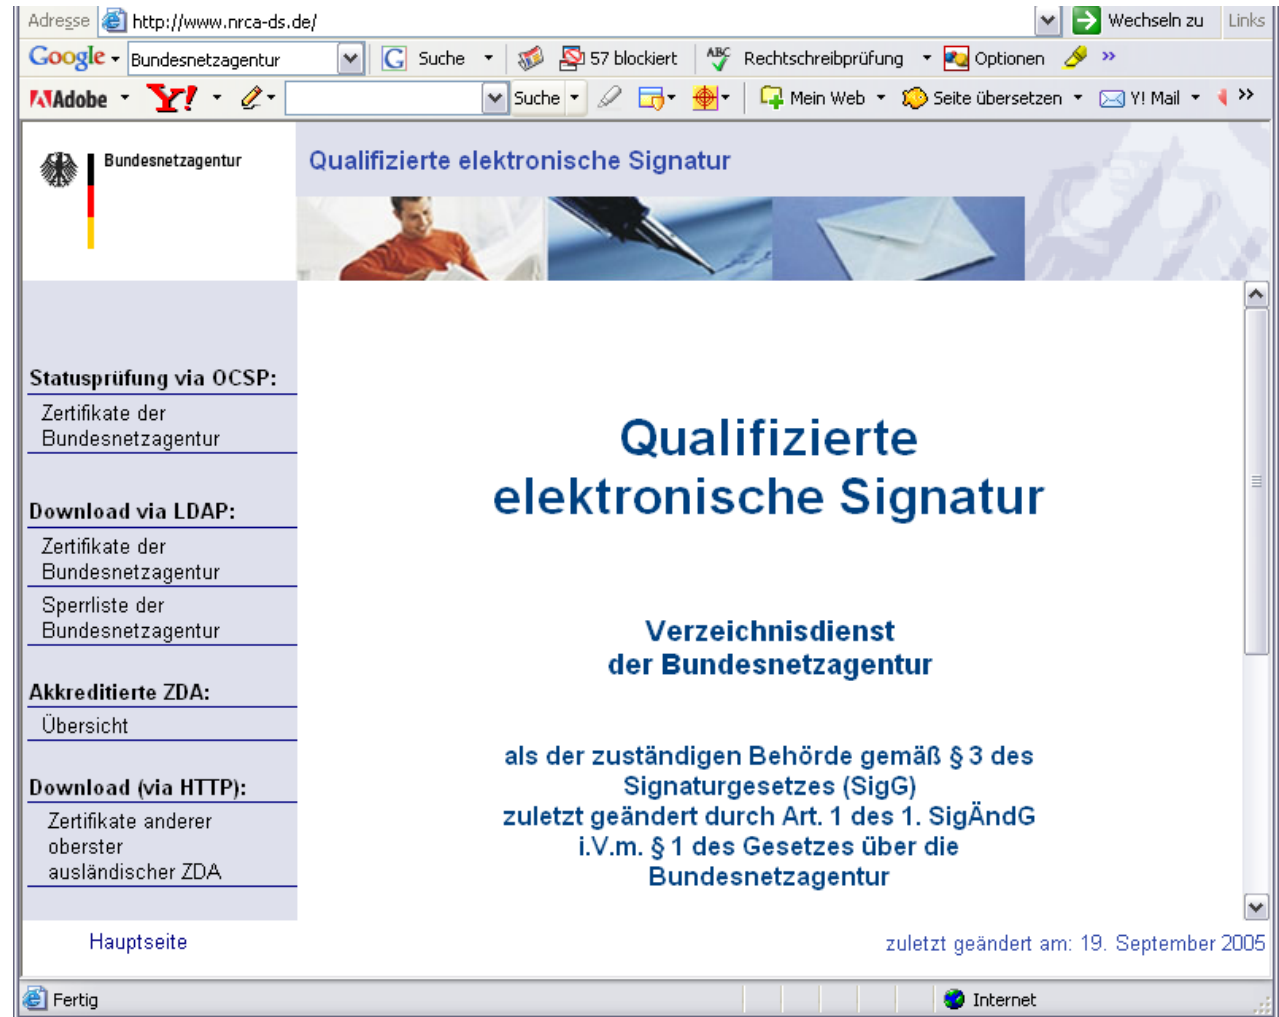 Adresse http://www.nrca-ds.de/ Wechseln zu Links
Google Bundesnetzagentur G Suche 57 blockiert ABC Rechtschreibprüfung Optionen »
Adobe Y! Suche Mein Web Seite übersetzen Y! Mail »
Bundesnetzagentur
Qualifizierte elektronische Signatur
Statusprüfung via OCSP:
Zertifikate der
Bundesnetzagentur
Download via LDAP:
Zertifikate der
Bundesnetzagentur
Sperrliste der
Bundesnetzagentur
Akkreditierte ZDA:
Übersicht
Download (via HTTP):
Zertifikate anderer
oberster
ausländischer ZDA
Qualifizierte
elektronische Signatur
Verzeichnisdienst
der Bundesnetzagentur
als der zuständigen Behörde gemäß § 3 des
Signaturgesetzes (SigG)
zuletzt geändert durch Art. 1 des 1. SigÄndG
i.V.m. § 1 des Gesetzes über die
Bundesnetzagentur
Hauptseite
zuletzt geändert am: 19. September 2005
Fertig
Internet